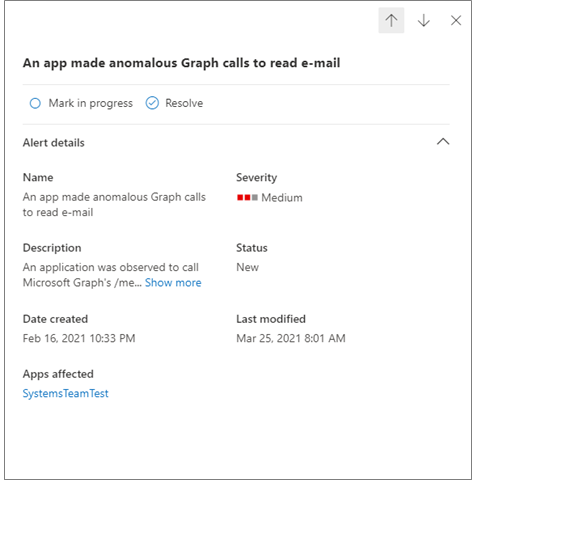 An app made anomalous Graph calls to read e-mail
Mark in progress Resolve
Alert details
Name Severity
An app made anomalous Graph calls Medium
to read e-mail
Description Status
An application was observed to call New
Microsoft Graph's /me... Show more
Date created Last modified
Feb 16, 2021 10:33 PM Mar 25, 2021 8:01 AM
Apps affected
SystemsTeamTest